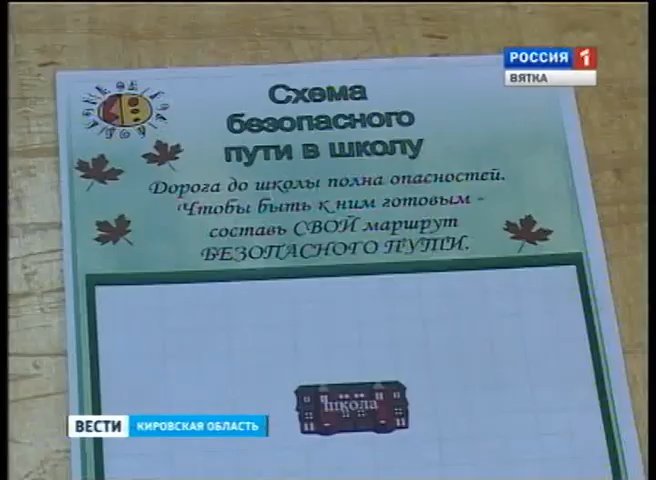 РОССИЯ 1
ВЯТКА
Схема
безопасного
пути в школу
Дорога до школы полна опасностей.
Чтобы быть к ним готовым -
составь СВОЙ маршрут
БЕЗОПАСНОГО ПУТИ.
школа
ВЕСТИ КИРОВСКАЯ ОБЛАСТЬ